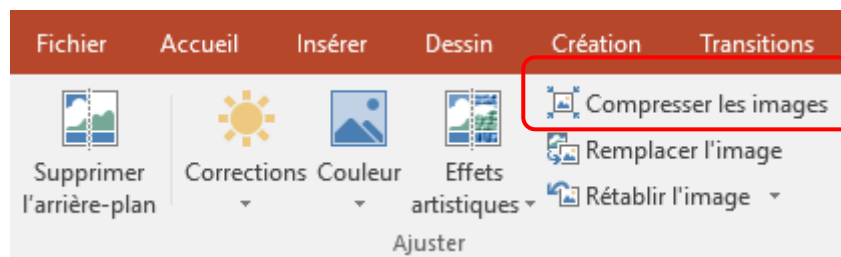 Fichier Accueil Insérer Dessin Création Transitions
Supprimer l'arrière-plan
Corrections
Couleur
Effets artistiques
Compresser les images
Remplacer l'image
Rétablir l'image
Ajuster